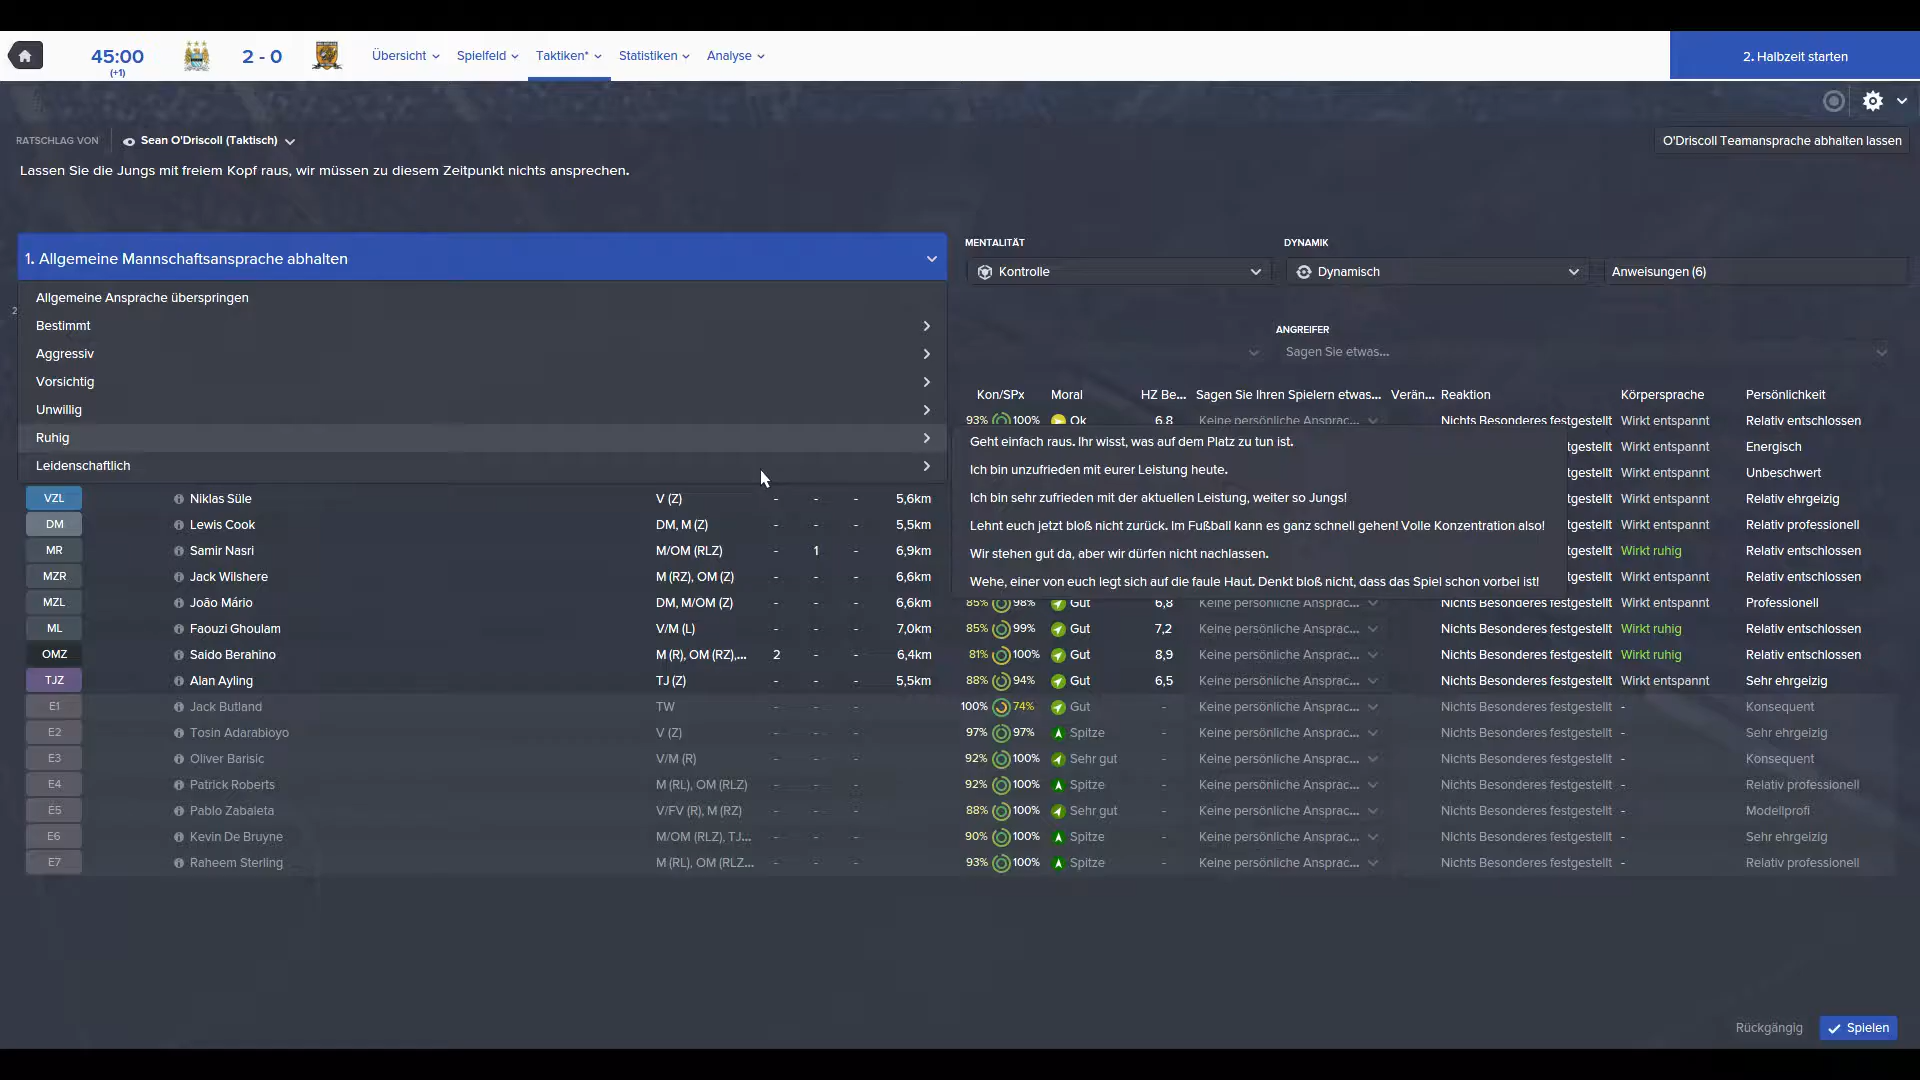 45:00
(+1)
2 - 0
Übersicht
Spielfeld
Taktiken*
Statistiken
Analyse
2. Halbzeit starten
RATSCHLAG VON
Sean O'Driscoll (Taktisch)
O'Driscoll Teamansprache abhalten lassen
Lassen Sie die Jungs mit freiem Kopf raus, wir müssen zu diesem Zeitpunkt nichts ansprechen.
1. Allgemeine Mannschaftsansprache abhalten
MENTALITÄT
DYNAMIK
Kontrolle
Dynamisch
Anweisungen (6)
Allgemeine Ansprache überspringen
Bestimmt
Aggressiv
Vorsichtig
Unwillig
Ruhig
Leidenschaftlich
ANGREIFER
Sagen Sie etwas...
Kon/SPx Moral HZ Be... Sagen Sie Ihren Spielern etwas... Verän... Reaktion Körpersprache Persönlichkeit
93% 100% Ok 6,8 Keine persönliche Ansprac... Nichts Besonderes festgestellt Wirkt entspannt Relativ entschlossen
tgestellt Wirkt entspannt Energisch
tgestellt Wirkt entspannt Unbeschwert
Geht einfach raus. Ihr wisst, was auf dem Platz zu tun ist.
Ich bin unzufrieden mit eurer Leistung heute.
Ich bin sehr zufrieden mit der aktuellen Leistung, weiter so Jungs!
Lehnt euch jetzt bloß nicht zurück. Im Fußball kann es ganz schnell gehen! Volle Konzentration also!
Wir stehen gut da, aber wir dürfen nicht nachlassen.
Wehe, einer von euch legt sich auf die faule Haut. Denkt bloß nicht, dass das Spiel schon vorbei ist!
VZL Niklas Süle V (Z) - - - 5,6km tgestellt Wirkt entspannt Relativ ehrgeizig
DM Lewis Cook DM, M (Z) - - - 5,5km tgestellt Wirkt entspannt Relativ professionell
MR Samir Nasri M/OM (RLZ) - 1 - 6,9km tgestellt Wirkt ruhig Relativ entschlossen
MZR Jack Wilshere M (RZ), OM (Z) - - - 6,6km tgestellt Wirkt entspannt Relativ entschlossen
MZL João Mário DM, M/OM (Z) - - - 6,6km 85% 98% Gut 6,8 Keine persönliche Ansprac... Nichts Besonderes festgestellt Wirkt entspannt Professionell
ML Faouzi Ghoulam V/M (L) - - - 7,0km 85% 99% Gut 7,2 Keine persönliche Ansprac... Nichts Besonderes festgestellt Wirkt ruhig Relativ entschlossen
OMZ Saido Berahino M (R), OM (RZ),... 2 - - 6,4km 81% 100% Gut 8,9 Keine persönliche Ansprac... Nichts Besonderes festgestellt Wirkt ruhig Relativ entschlossen
TJZ Alan Ayling TJ (Z) - - - 5,5km 88% 94% Gut 6,5 Keine persönliche Ansprac... Nichts Besonderes festgestellt Wirkt entspannt Sehr ehrgeizig
E1 Jack Butland TW - - - - 100% 74% Gut - Keine persönliche Ansprac... Nichts Besonderes festgestellt - Konsequent
E2 Tosin Adarabioyo V (Z) - - - - 97% 97% Spitze - Keine persönliche Ansprac... Nichts Besonderes festgestellt - Sehr ehrgeizig
E3 Oliver Barisic V/M (R) - - - - 92% 100% Sehr gut - Keine persönliche Ansprac... Nichts Besonderes festgestellt - Konsequent
E4 Patrick Roberts M (RL), OM (RLZ) - - - - 92% 100% Spitze - Keine persönliche Ansprac... Nichts Besonderes festgestellt - Relativ professionell
E5 Pablo Zabaleta V/FV (R), M (RZ) - - - - 88% 100% Sehr gut - Keine persönliche Ansprac... Nichts Besonderes festgestellt - Modellprofi
E6 Kevin De Bruyne M/OM (RLZ), TJ... - - - - 90% 100% Spitze - Keine persönliche Ansprac... Nichts Besonderes festgestellt - Sehr ehrgeizig
E7 Raheem Sterling M (RL), OM (RLZ... - - - - 93% 100% Spitze - Keine persönliche Ansprac... Nichts Besonderes festgestellt - Relativ professionell
Rückgängig
Spielen